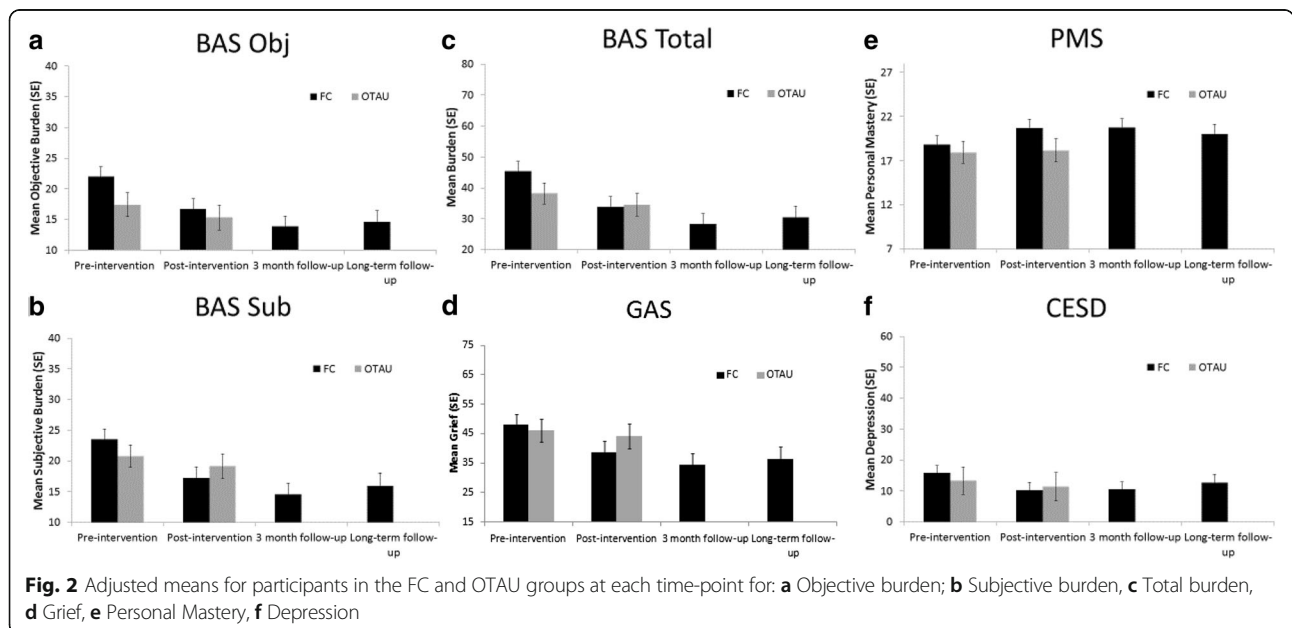 a BAS Obj
Mean Objective Burden (SE)
40
35
30
25
20
15
10
FC OTAU
Pre-intervention Post-intervention 3 month follow-up Long-term follow-
up
c BAS Total
Mean Burden (SE)
80
70
60
50
40
30
20
FC OTAU
Pre-intervention Post-intervention 3 month follow-up Long-term follow-
up
e PMS
Mean Personal Mastery (SE)
27
22
17
12
7
FC OTAU
Pre-intervention Post-intervention 3 month follow-up Long-term follow-
up
b BAS Sub
Mean Subjective Burden (SE)
40
35
30
25
20
15
10
FC OTAU
Pre-intervention Post-intervention 3 month follow-up Long-term follow-
up
d GAS
Mean Grief (SE)
75
65
55
45
35
25
15
FC OTAU
Pre-intervention Post-intervention 3 month follow-up Long-term follow-
up
f CESD
Mean Depression (SE)
60
50
40
30
20
10
0
FC OTAU
Pre-intervention Post-intervention 3 month follow-up Long-term follow-
up
Fig. 2 Adjusted means for participants in the FC and OTAU groups at each time-point for: a Objective burden; b Subjective burden, c Total burden,
d Grief, e Personal Mastery, f Depression